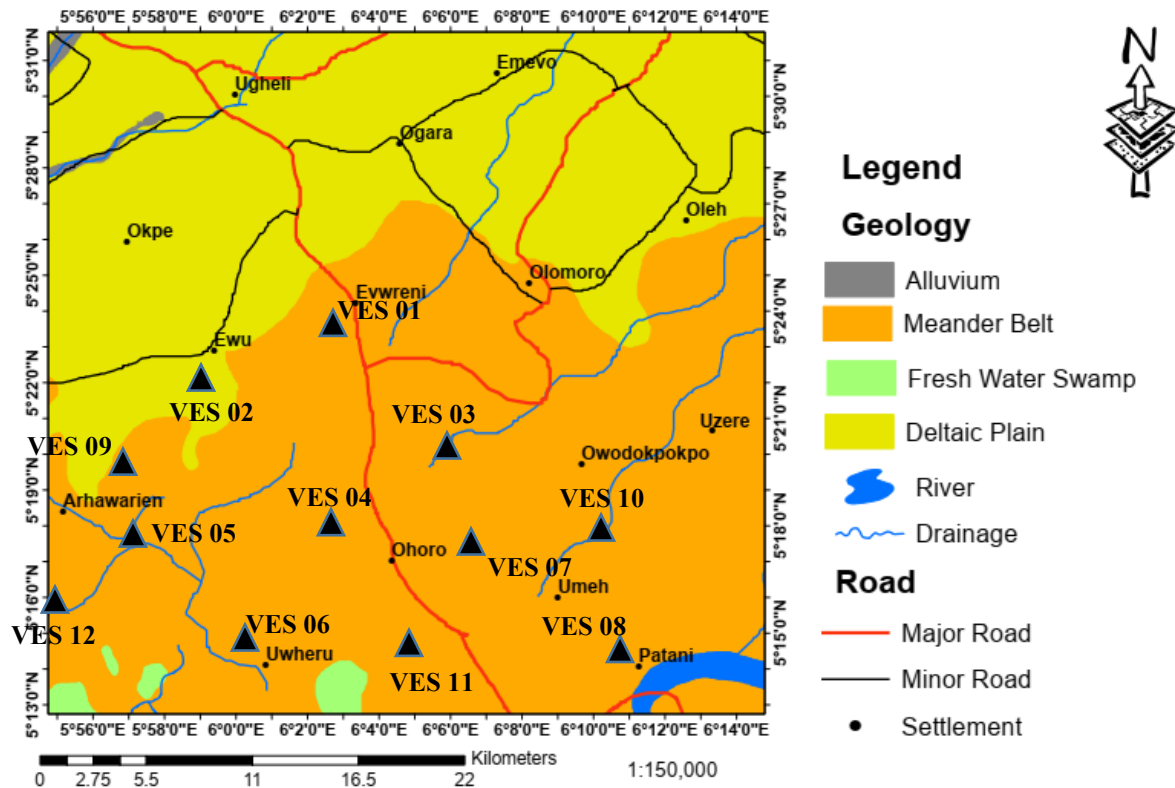 5°56'0"E 5°58'0"E 6°0'0"E 6°2'0"E 6°4'0"E 6°6'0"E 6°8'0"E 6°10'0"E 6°12'0"E 6°14'0"E
N
5°31'0"N
5°30'0"N
5°28'0"N
5°27'0"N
5°25'0"N
5°24'0"N
5°22'0"N
5°21'0"N
5°19'0"N
5°18'0"N
5°16'0"N
5°15'0"N
5°13'0"N
5°12'0"N
Emevo
Ugheli
Ogara
Oleh
Okpe
Olomoro
Evwreni
VES 01
Ewu
VES 02
VES 03
Uzere
VES 09
Owodokpokpo
Arhawarien
VES 04
VES 10
VES 05
Ohoro
VES 07
Umeh
VES 12
VES 06
VES 08
Uwheru
Patani
VES 11
5°56'0"E 5°58'0"E 6°0'0"E 6°2'0"E 6°4'0"E 6°6'0"E 6°8'0"E 6°10'0"E 6°12'0"E 6°14'0"E
Kilometers
0 2.75 5.5 11 16.5 22
1:150,000
Legend
Geology
Alluvium
Meander Belt
Fresh Water Swamp
Deltaic Plain
River
Drainage
Road
Major Road
Minor Road
Settlement